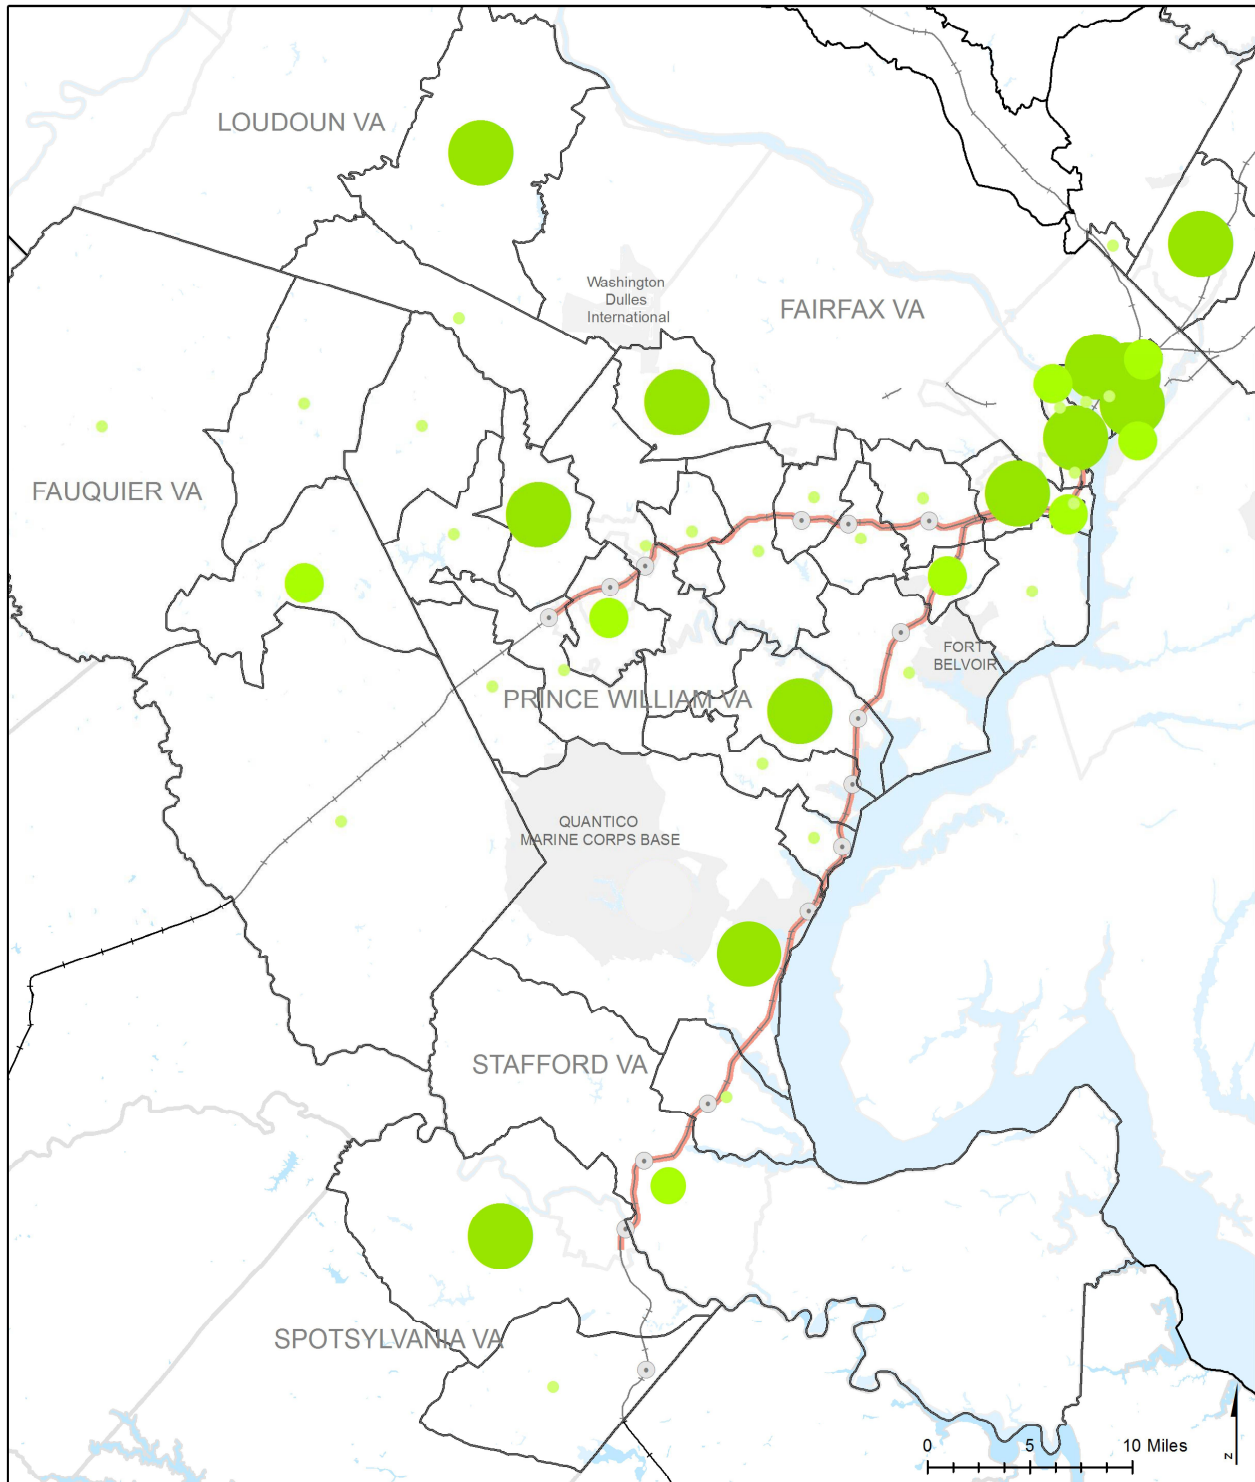 LOUDOUN VA
Washington
Dulles
International
FAIRFAX VA
FAUQUIER VA
FORT
BELVOIR
PRINCE WILLIAM VA
QUANTICO
MARINE CORPS BASE
STAFFORD VA
SPOTSYLVANIA VA
0 5 10 Miles
N